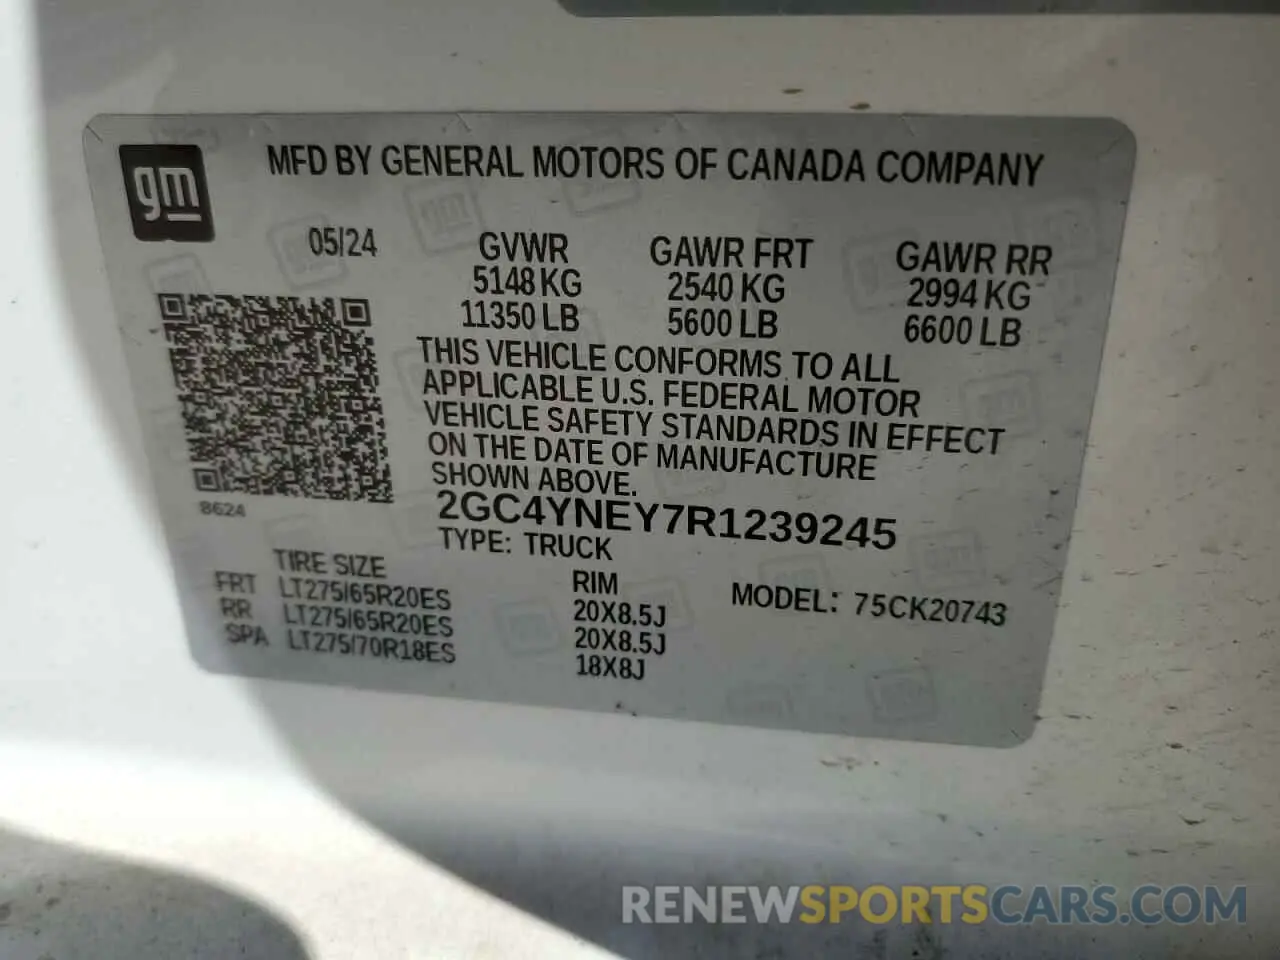 gm
MFD BY GENERAL MOTORS OF CANADA COMPANY
05/24
GVWR GAWR FRT GAWR RR
5148 KG 2540 KG 2994 KG
11350 LB 5600 LB 6600 LB
THIS VEHICLE CONFORMS TO ALL
APPLICABLE U.S. FEDERAL MOTOR
VEHICLE SAFETY STANDARDS IN EFFECT
ON THE DATE OF MANUFACTURE
SHOWN ABOVE.
2GC4YNEY7R1239245
8624
TYPE: TRUCK
TIRE SIZE RIM MODEL: 75CK20743
FRT LT275/65R20ES 20X8.5J
RR LT275/65R20ES 20X8.5J
SPA LT275/70R18ES 18X8J
RENEWSPORTSCARS.COM